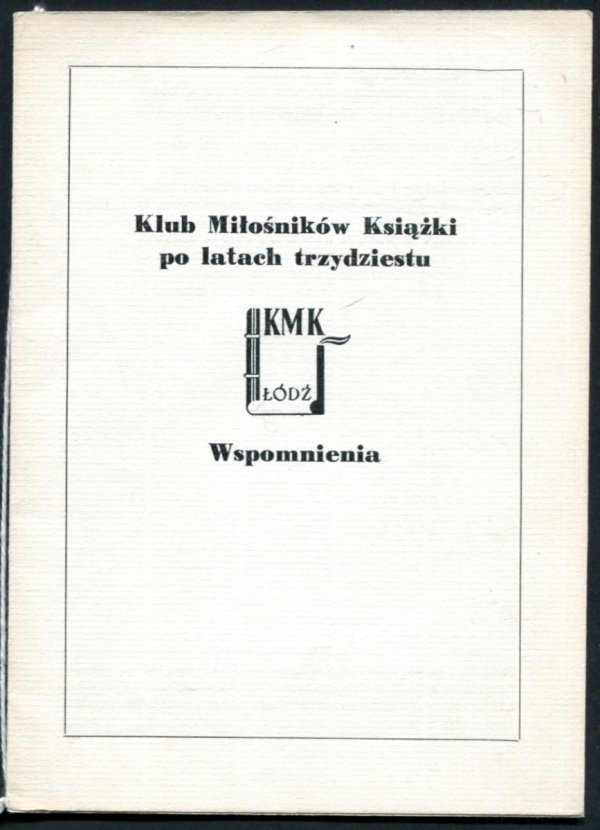 Klub Miłośników Książki
po latach trzydziestu
KMK
ŁÓDŹ
Wspomnienia